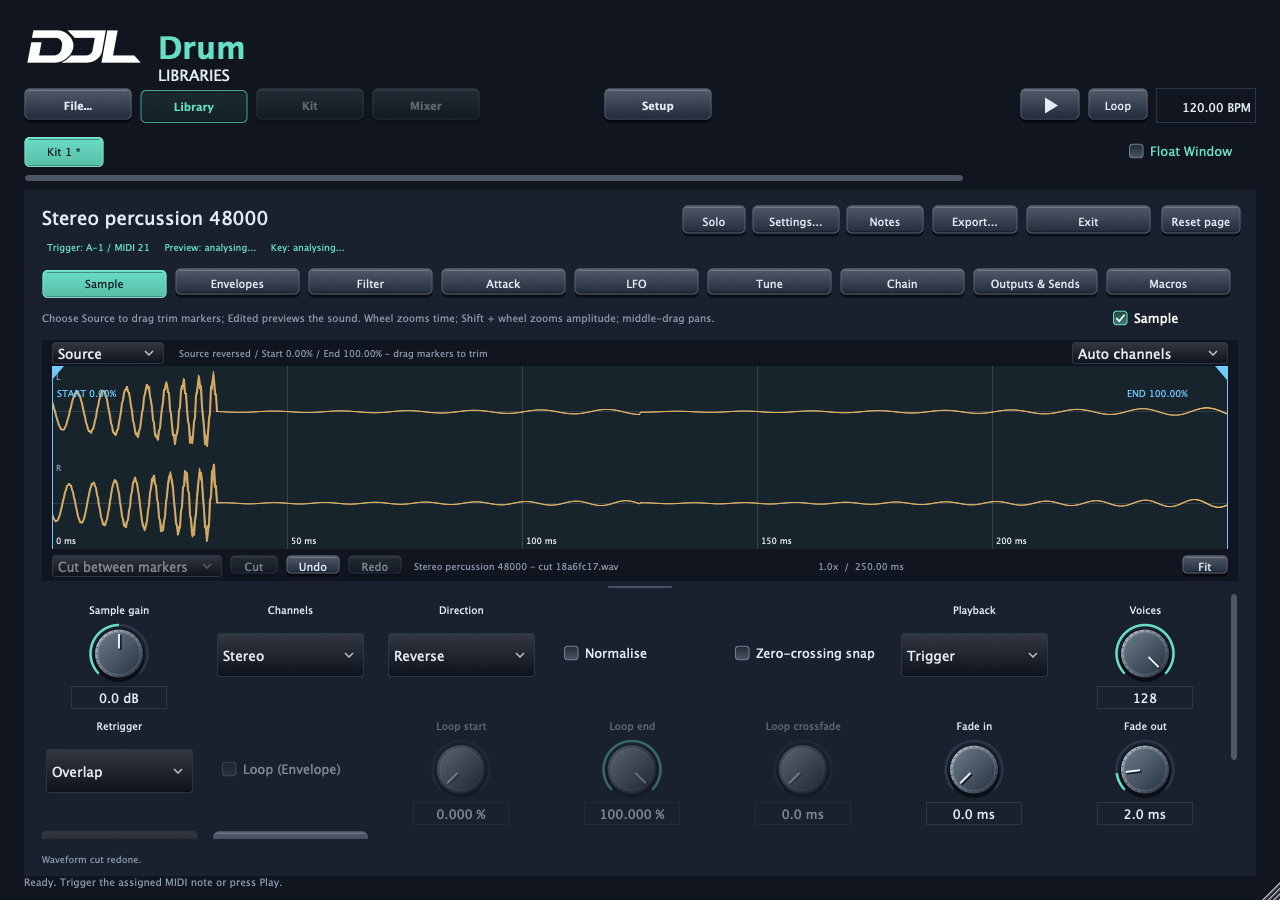 DJL Drum
LIBRARIES
File... Library Kit Mixer Setup Loop 120.00 BPM
Kit 1 * Float Window
Stereo percussion 48000 Solo Settings... Notes Export... Exit Reset page
Trigger: A-1 / MIDI 21 Preview: analysing... Key: analysing...
Sample Envelopes Filter Attack LFO Tune Chain Outputs & Sends Macros
Choose Source to drag trim markers; Edited previews the sound. Wheel zooms time; Shift + wheel zooms amplitude; middle-drag pans. Sample
Source Source reversed / Start 0.00% / End 100.00% - drag markers to trim Auto channels
L
START 0.00% END 100.00%
R
0 ms 50 ms 100 ms 150 ms 200 ms
Cut between markers Cut Undo Redo Stereo percussion 48000 - cut 18a6fc17.wav 1.0x / 250.00 ms Fit
Sample gain Channels Direction Playback Voices
Stereo Reverse Normalise Zero-crossing snap Trigger
0.0 dB 128
Retrigger Loop start Loop end Loop crossfade Fade in Fade out
Overlap Loop (Envelope)
0.000 % 100.000 % 0.0 ms 0.0 ms 2.0 ms
Waveform cut redone.
Ready. Trigger the assigned MIDI note or press Play.